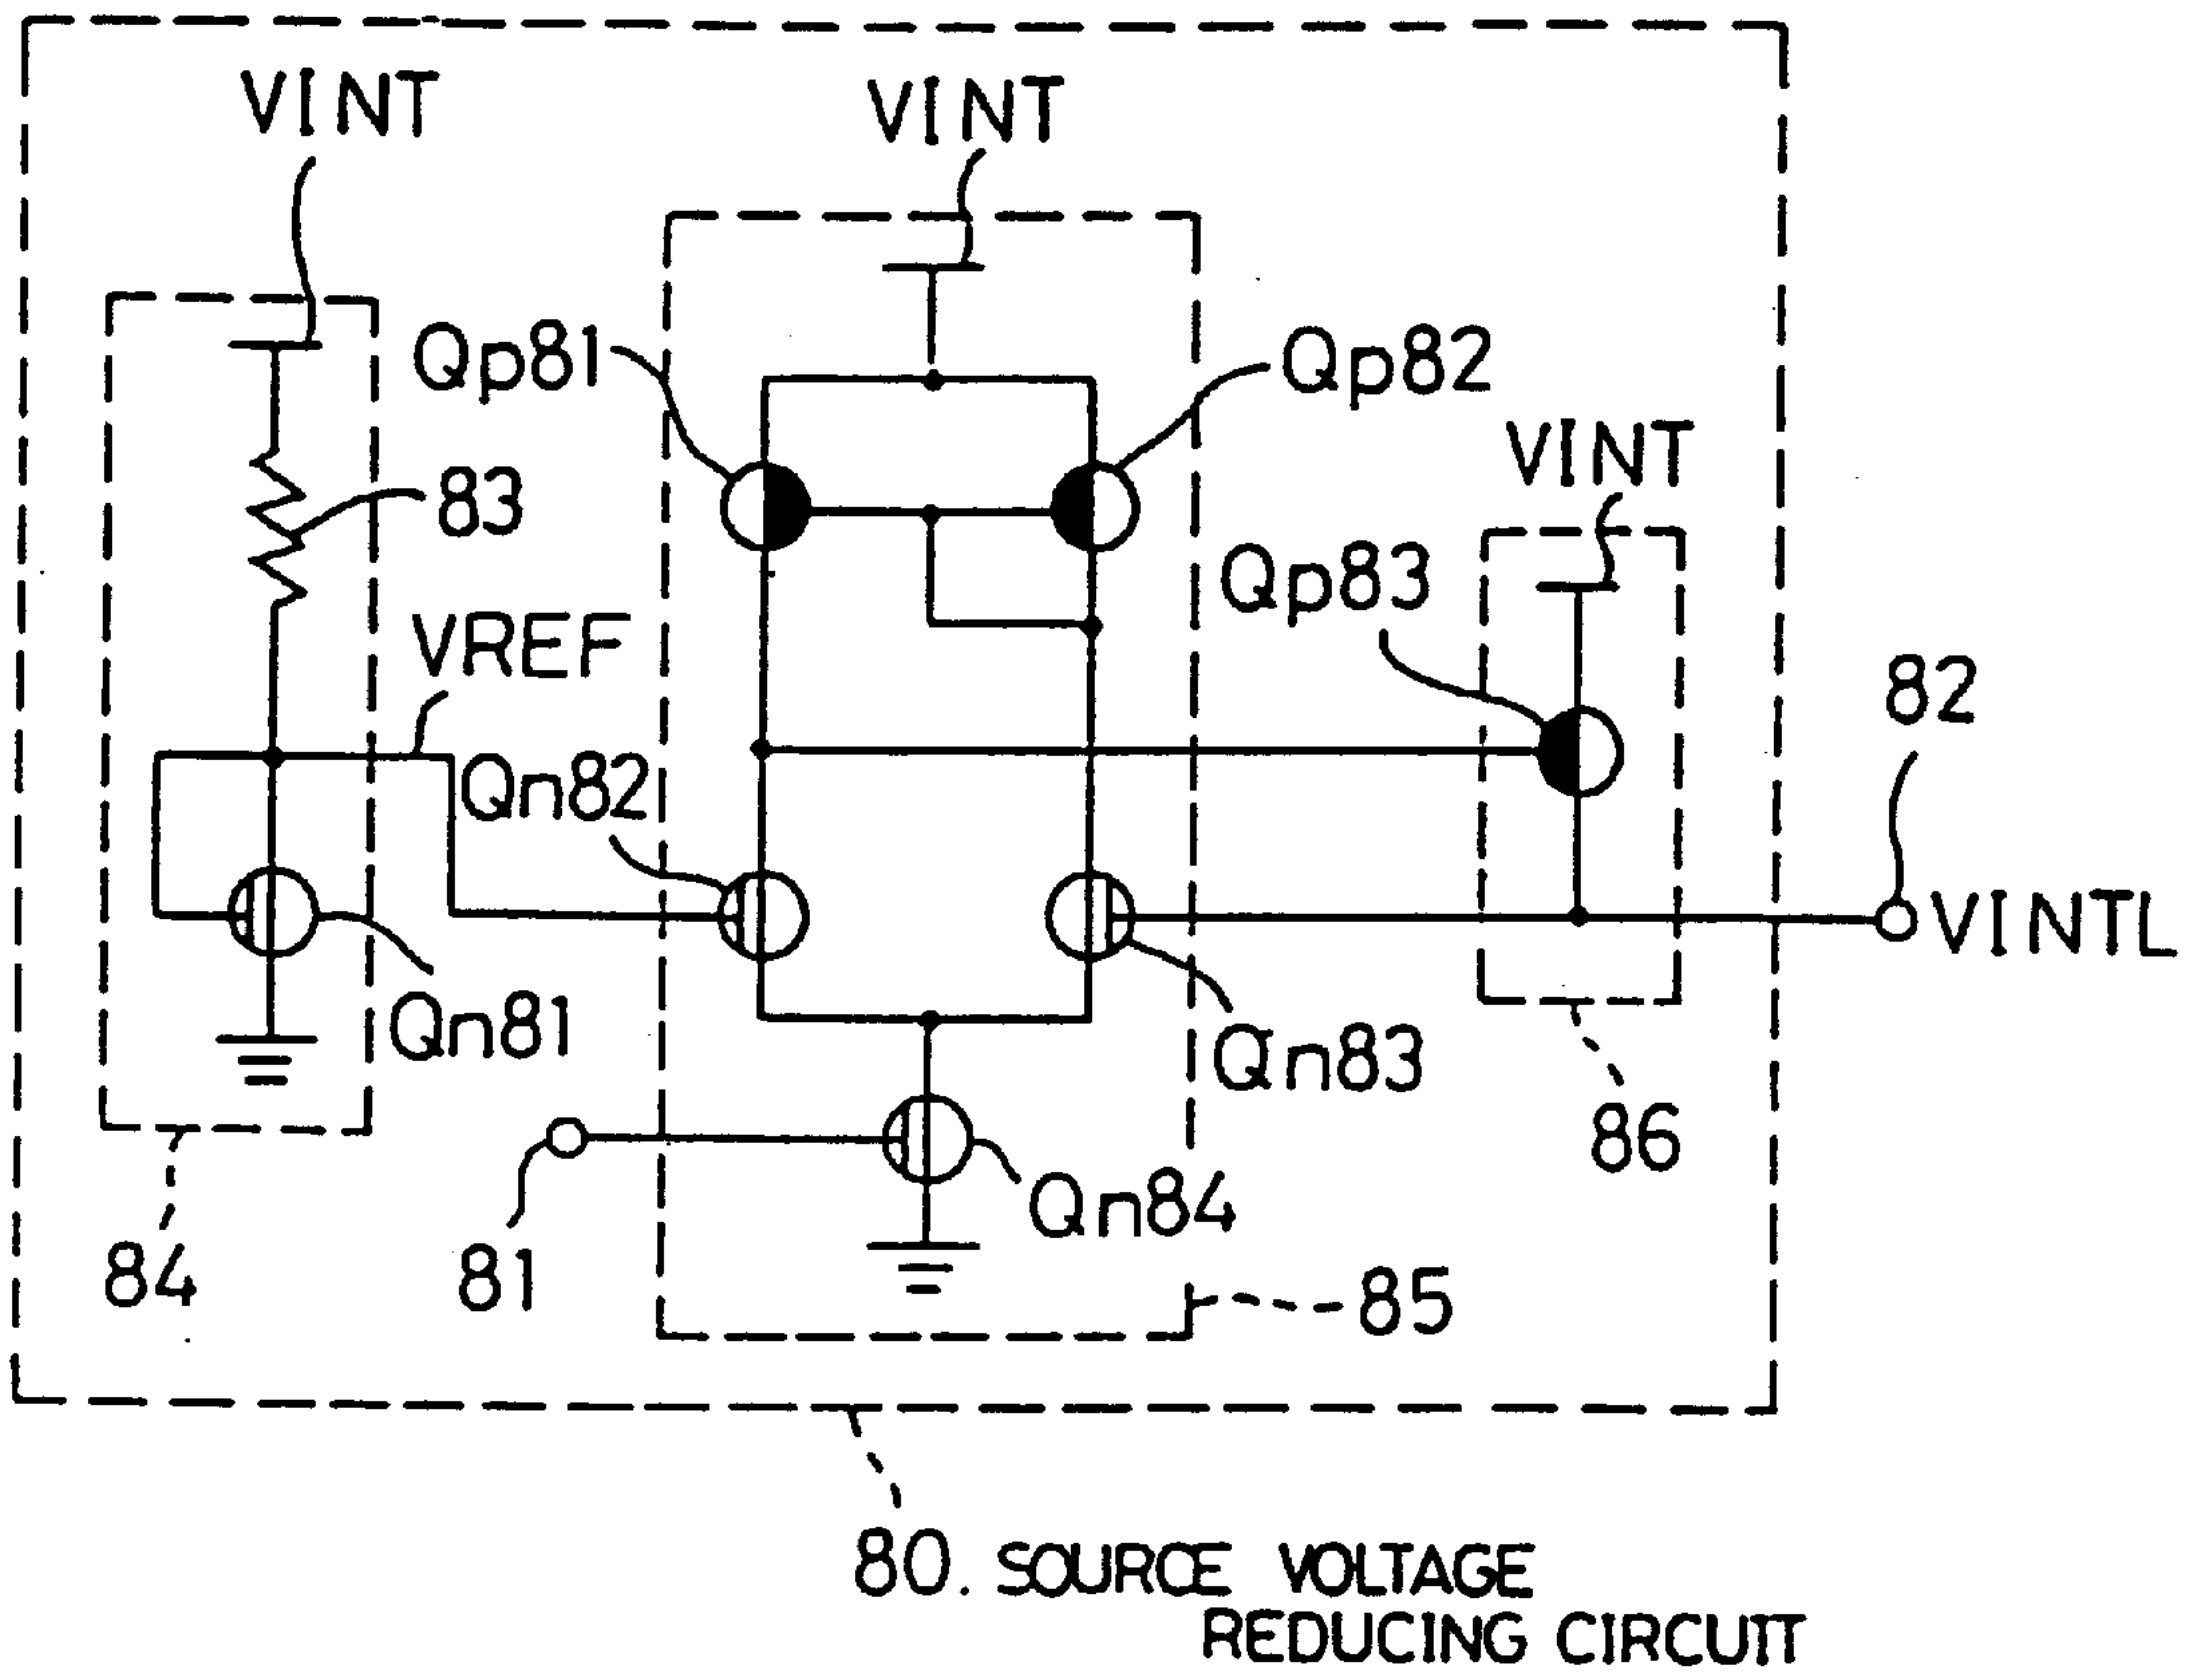 VINT
VINT
Qp81
Qp82
VINT
83
Qp83
VREF
82
Qn82
VINTL
Qn81
Qn83
86
Qn84
84
81
85
80. SOURCE VOLTAGE
REDUCING CIRCUIT